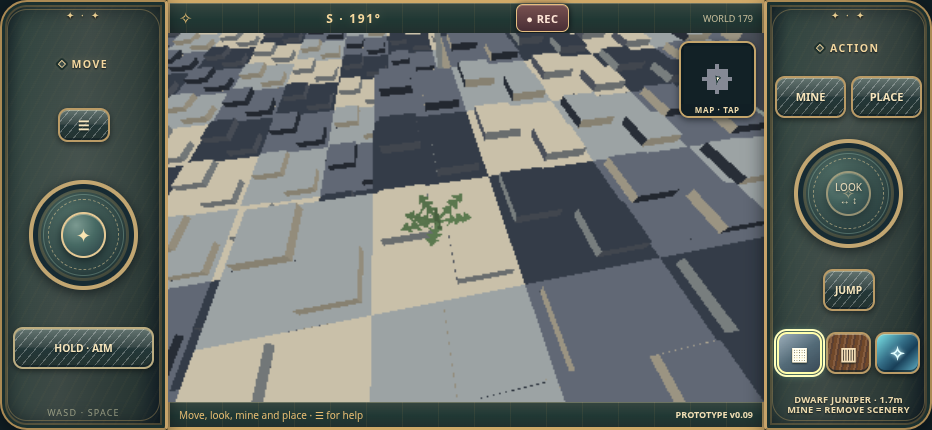 S · 191°
● REC
WORLD 179
MOVE
☰
HOLD · AIM
WASD · SPACE
MAP · TAP
ACTION
MINE
PLACE
LOOK
↔ ↕
JUMP
DWARF JUNIPER · 1.7m
MINE = REMOVE SCENERY
Move, look, mine and place · ☰ for help
PROTOTYPE v0.09